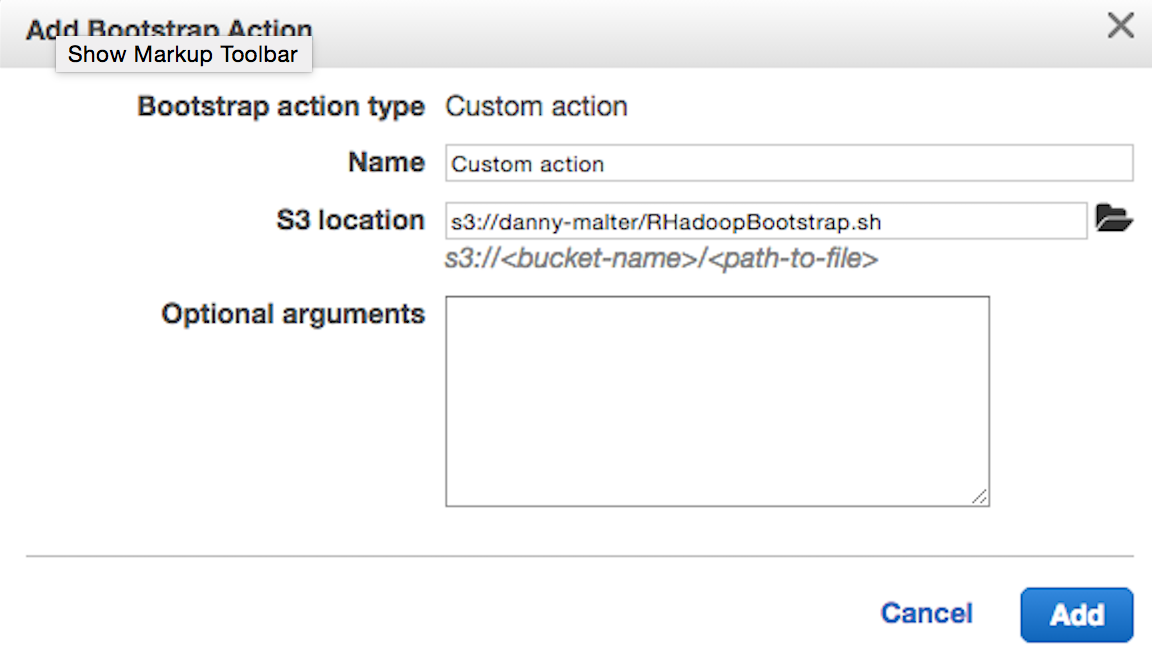 Add Bootstrap Action
Show Markup Toolbar
Bootstrap action type Custom action
Name Custom action
S3 location s3://danny-malter/RHadoopBootstrap.sh
s3://<bucket-name>/<path-to-file>
Optional arguments
Cancel Add